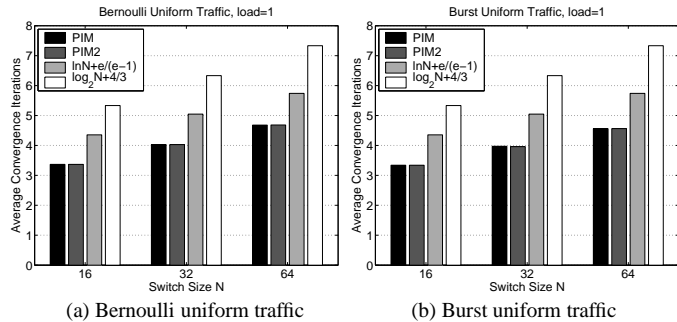 Bernoulli Uniform Traffic, load=1
8
7
6
5
4
3
2
1
0
Average Convergence Iterations
PIM
PIM2
lnN+e/(e−1)
log₂N+4/3
16
32
64
Switch Size N
(a) Bernoulli uniform traffic
Burst Uniform Traffic, load=1
8
7
6
5
4
3
2
1
0
Average Convergence Iterations
PIM
PIM2
lnN+e/(e−1)
log₂N+4/3
16
32
64
Switch Size N
(b) Burst uniform traffic